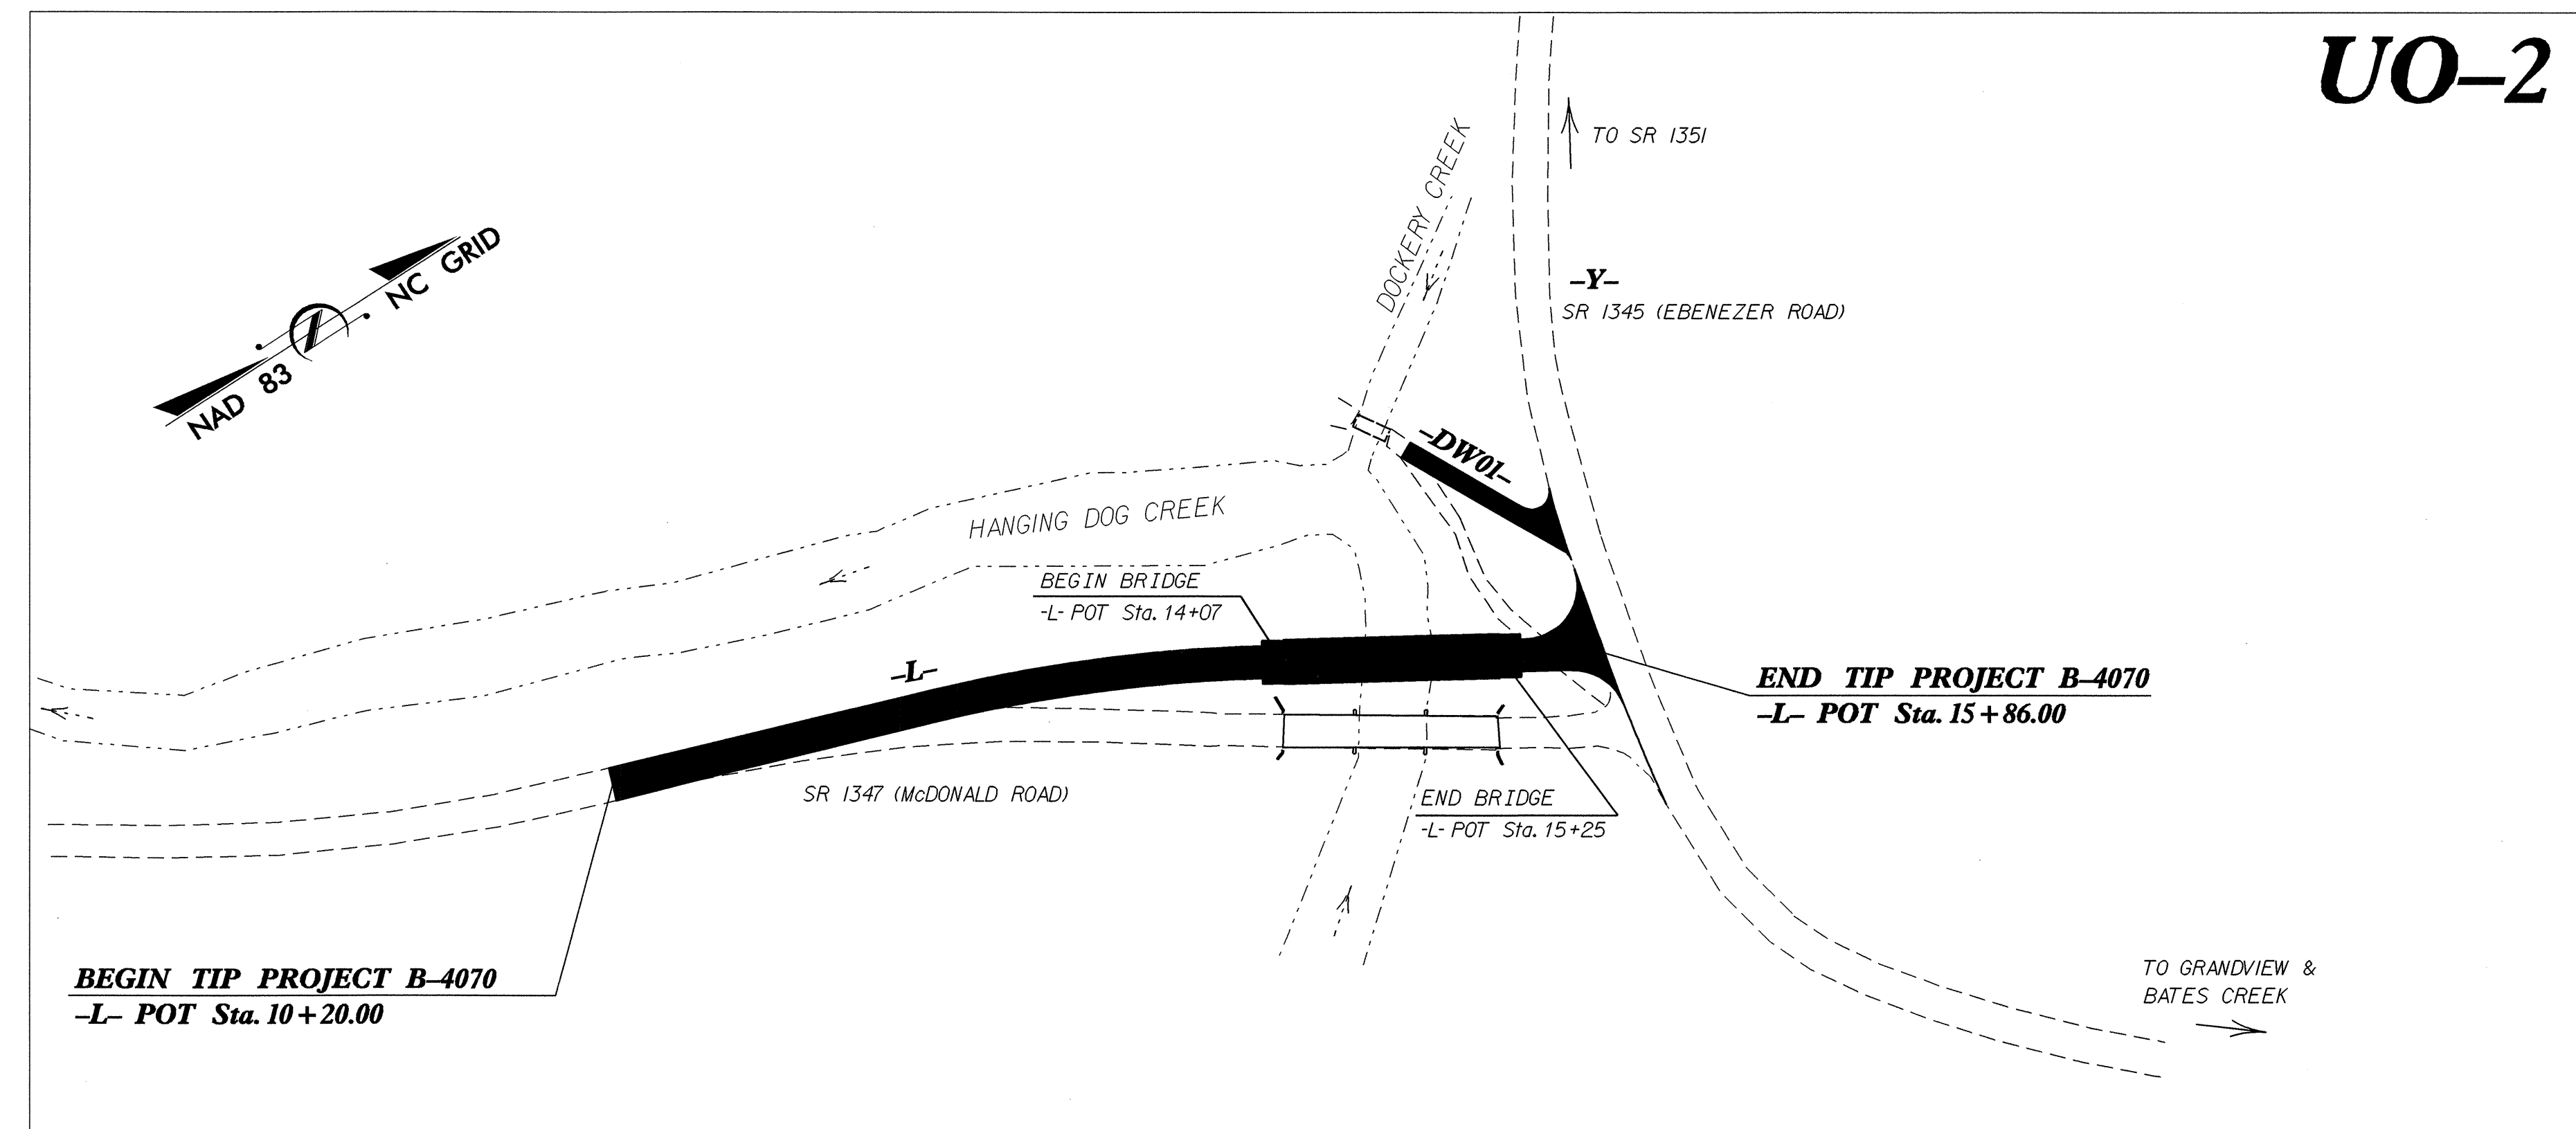 UO–2
TO SR 1351
DOCKERY CREEK
NC GRID
NAD 83
–Y–
SR 1345 (EBENEZER ROAD)
–DW01–
HANGING DOG CREEK
BEGIN BRIDGE
-L- POT Sta. 14+07
–L–
END TIP PROJECT B–4070
–L– POT Sta. 15+86.00
SR 1347 (McDONALD ROAD)
END BRIDGE
-L- POT Sta. 15+25
BEGIN TIP PROJECT B–4070
–L– POT Sta. 10+20.00
TO GRANDVIEW &
BATES CREEK